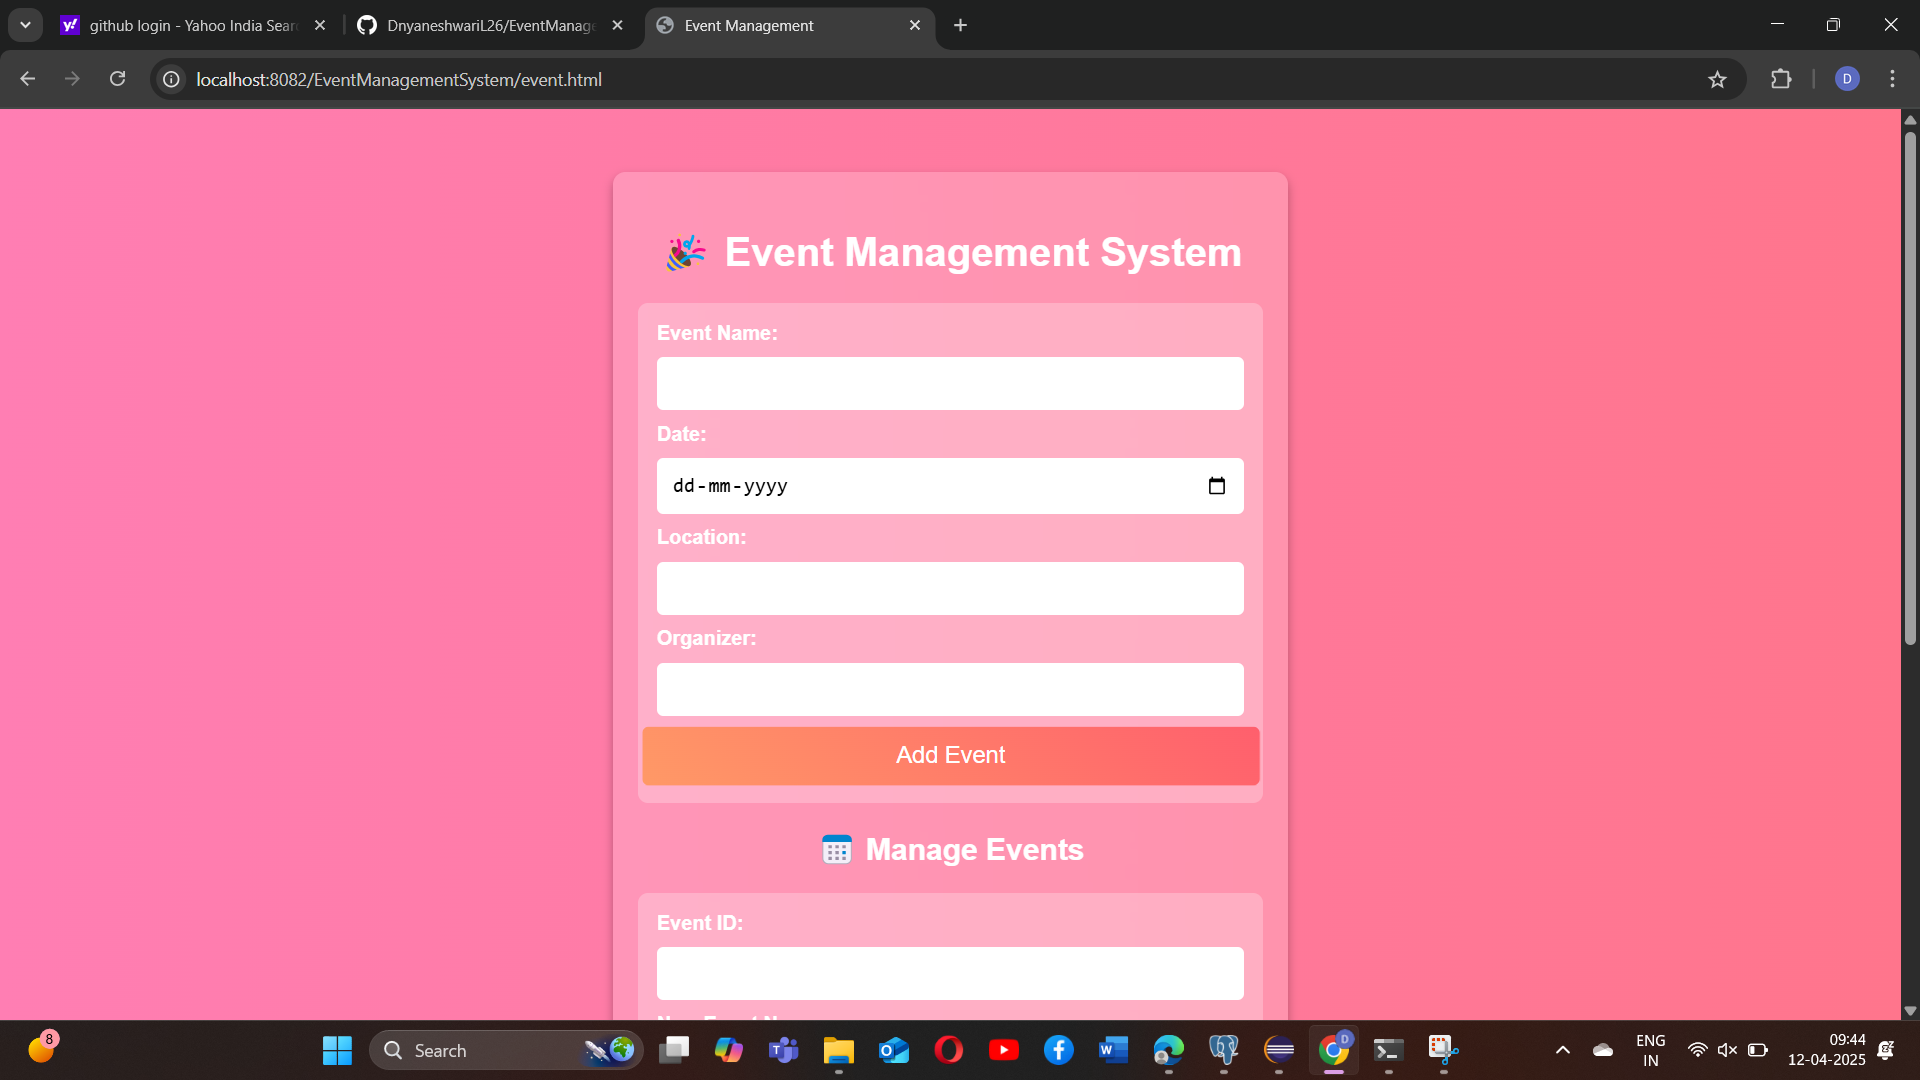 github login - Yahoo India Sear
DnyaneshwariL26/EventManage
Event Management
localhost:8082/EventManagementSystem/event.html
D
Event Management System
Event Name:
Date:
dd-mm-yyyy
Location:
Organizer:
Add Event
Manage Events
Event ID:
8
Search
D
ENG
IN
09:44
12-04-2025